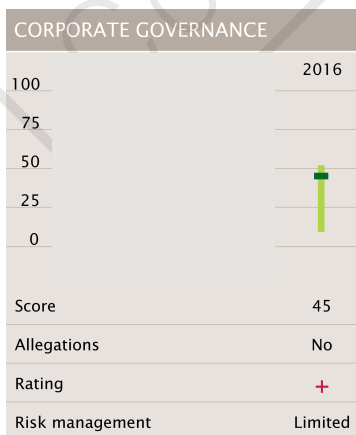 CORPORATE GOVERNANCE
2016
100
75
50
25
0
Score 45
Allegations No
Rating +
Risk management Limited